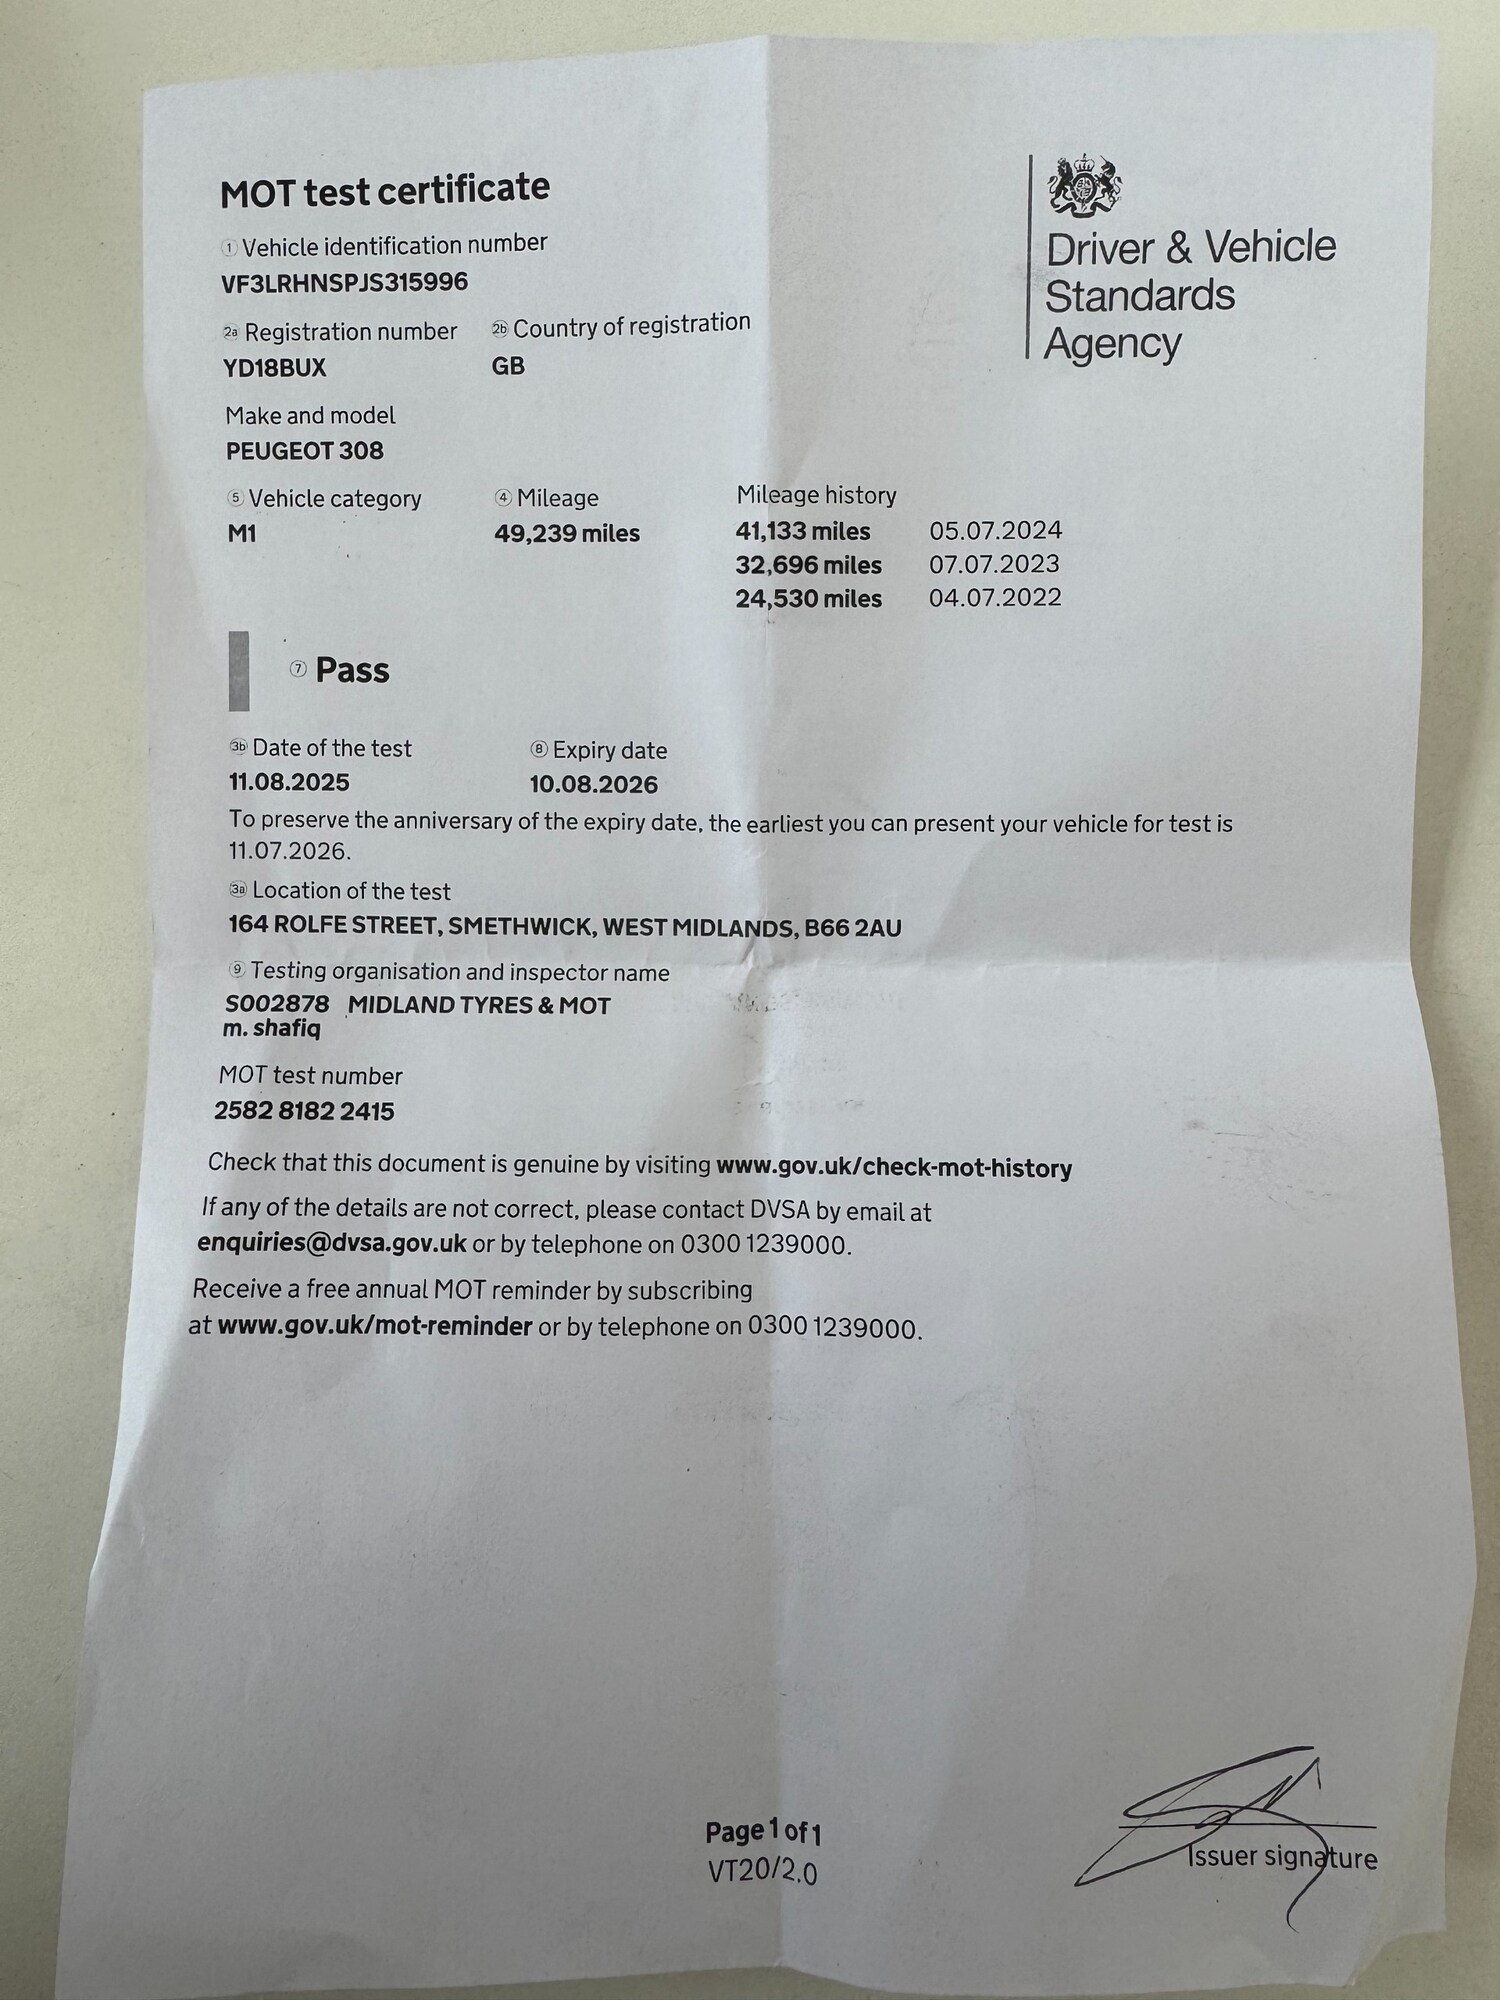 MOT test certificate
Driver & Vehicle
Standards
Agency
1 Vehicle identification number
VF3LRHNSPJS315996
2a Registration number 2b Country of registration
YD18BUX GB
Make and model
PEUGEOT 308
5 Vehicle category 4 Mileage Mileage history
M1 49,239 miles 41,133 miles 05.07.2024
32,696 miles 07.07.2023
24,530 miles 04.07.2022
7 Pass
3b Date of the test 8 Expiry date
11.08.2025 10.08.2026
To preserve the anniversary of the expiry date, the earliest you can present your vehicle for test is
11.07.2026.
3a Location of the test
164 ROLFE STREET, SMETHWICK, WEST MIDLANDS, B66 2AU
9 Testing organisation and inspector name
S002878 MIDLAND TYRES & MOT
m. shafiq
MOT test number
2582 8182 2415
Check that this document is genuine by visiting www.gov.uk/check-mot-history
If any of the details are not correct, please contact DVSA by email at
enquiries@dvsa.gov.uk or by telephone on 0300 1239000.
Receive a free annual MOT reminder by subscribing
at www.gov.uk/mot-reminder or by telephone on 0300 1239000.
Page 1 of 1
VT20/2.0
Issuer signature